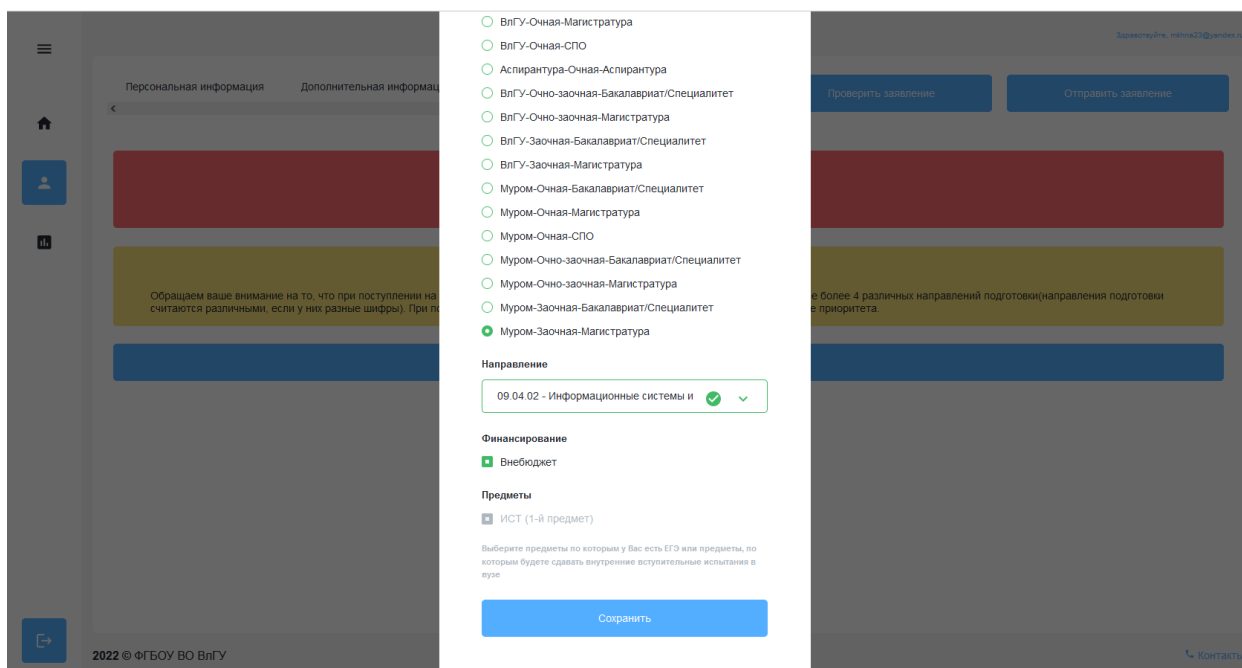 ВлГУ-Очная-Магистратура
Здравствуйте, mkhna23@yandex.ru
ВлГУ-Очная-СПО
Аспирантура-Очная-Аспирантура
Персональная информация
Дополнительная информац
Проверить заявление
Отправить заявление
ВлГУ-Очно-заочная-Бакалавриат/Специалитет
ВлГУ-Очно-заочная-Магистратура
ВлГУ-Заочная-Бакалавриат/Специалитет
ВлГУ-Заочная-Магистратура
Муром-Очная-Бакалавриат/Специалитет
Муром-Очная-Магистратура
Муром-Очная-СПО
Муром-Очно-заочная-Бакалавриат/Специалитет
Муром-Очно-заочная-Магистратура
Обращаем ваше внимание на то, что при поступлении на
е более 4 различных направлений подготовки(направления подготовки
считаются различными, если у них разные шифры). При по
е приоритета.
Муром-Заочная-Бакалавриат/Специалитет
Муром-Заочная-Магистратура
Направление
09.04.02 - Информационные системы и
Финансирование
Внебюджет
Предметы
ИСТ (1-й предмет)
Выберите предметы по которым у Вас есть ЕГЭ или предметы, по
которым будете сдавать внутренние вступительные испытания в
вузе
Сохранить
2022 © ФГБОУ ВО ВлГУ
Контакты